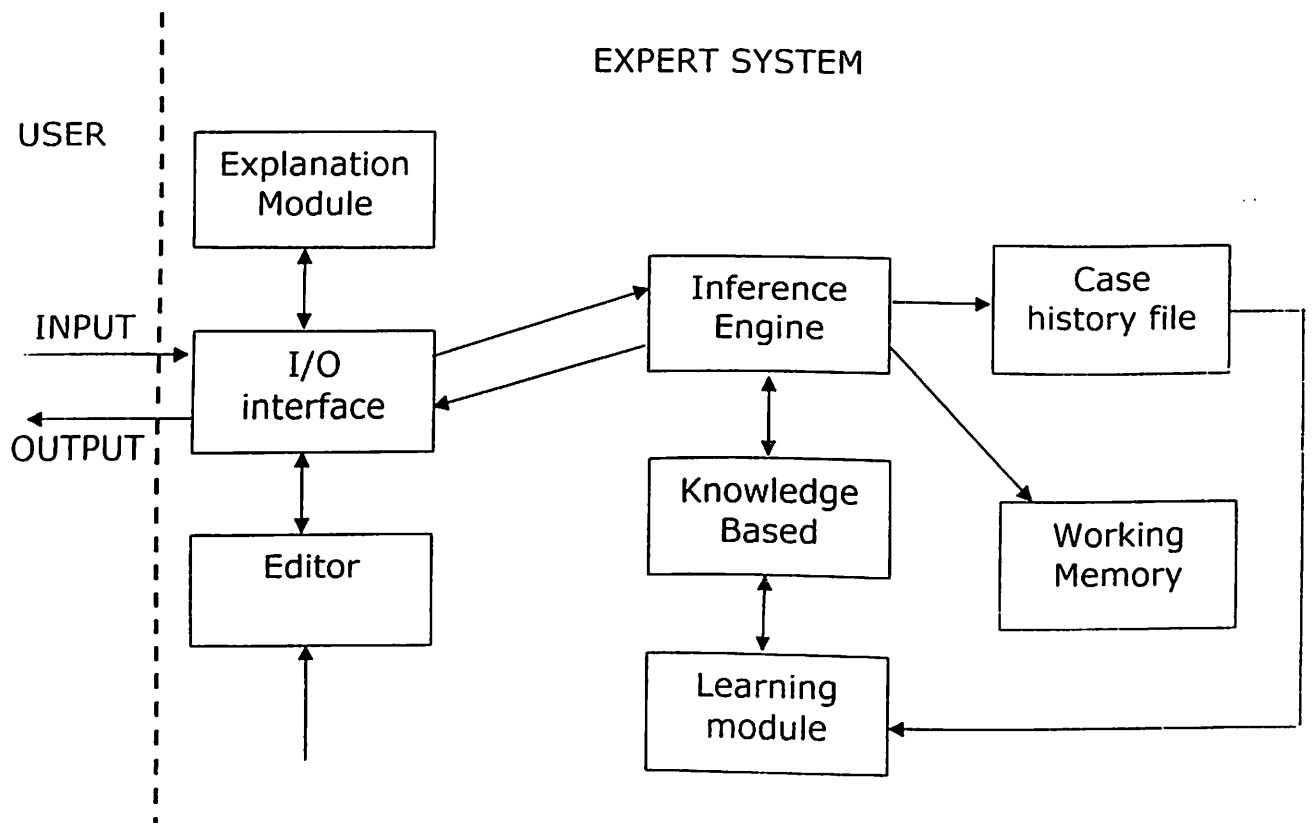 EXPERT SYSTEM
USER
Explanation
Module
INPUT
I/O
interface
OUTPUT
Editor
Inference
Engine
Case
history file
Knowledge
Based
Working
Memory
Learning
module